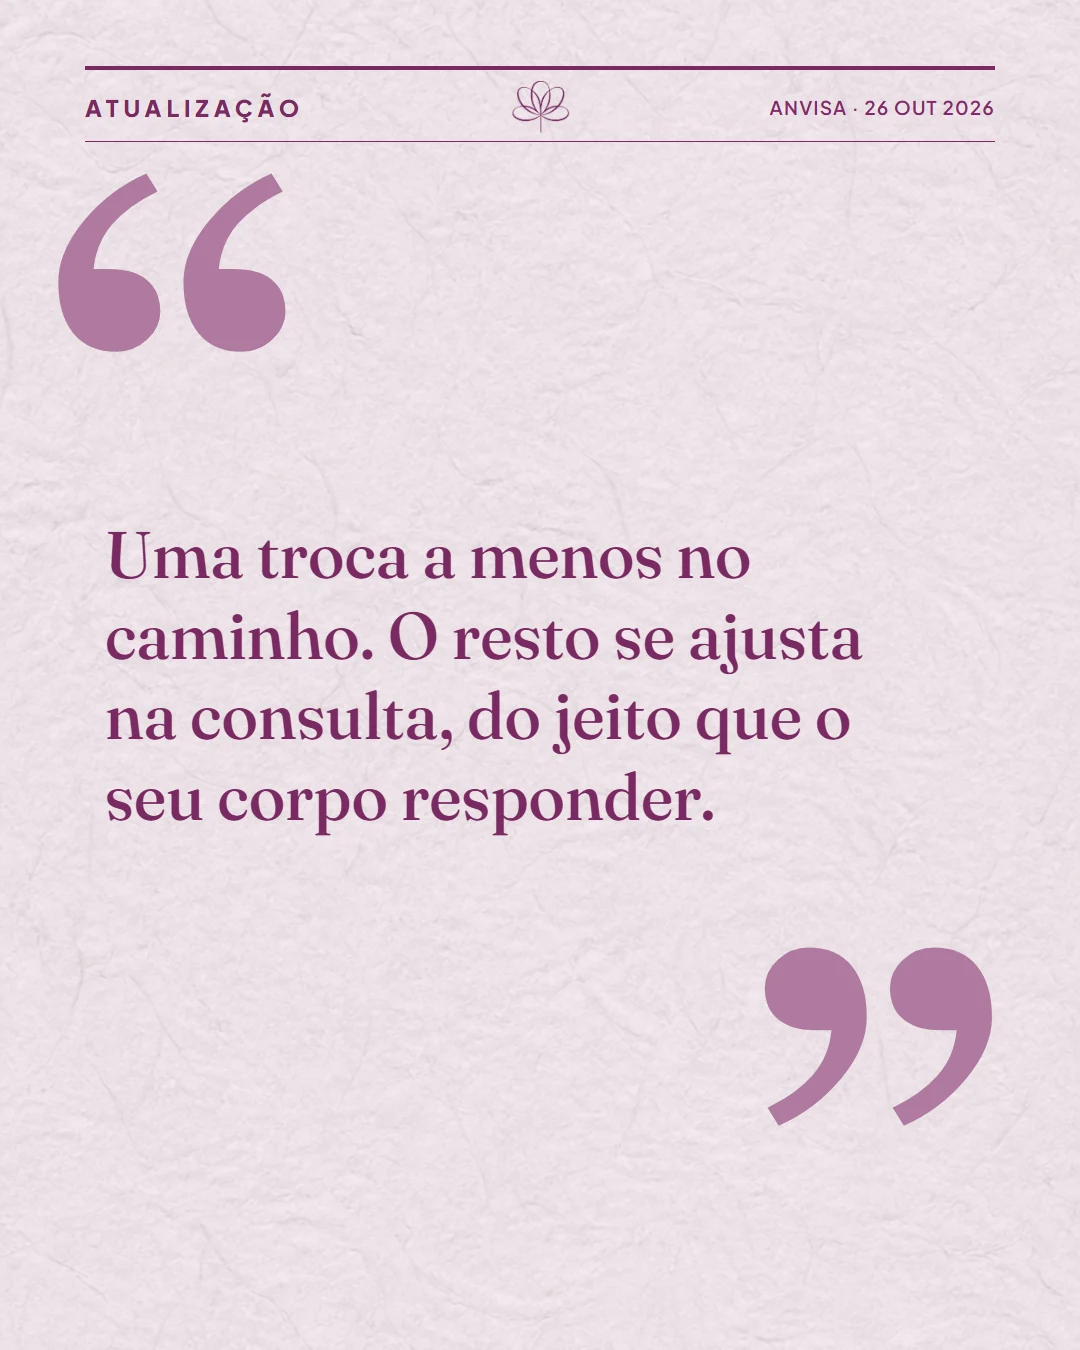 ATUALIZAÇÃO
ANVISA · 26 OUT 2026
“
Uma troca a menos no
caminho. O resto se ajusta
na consulta, do jeito que o
seu corpo responder.
”